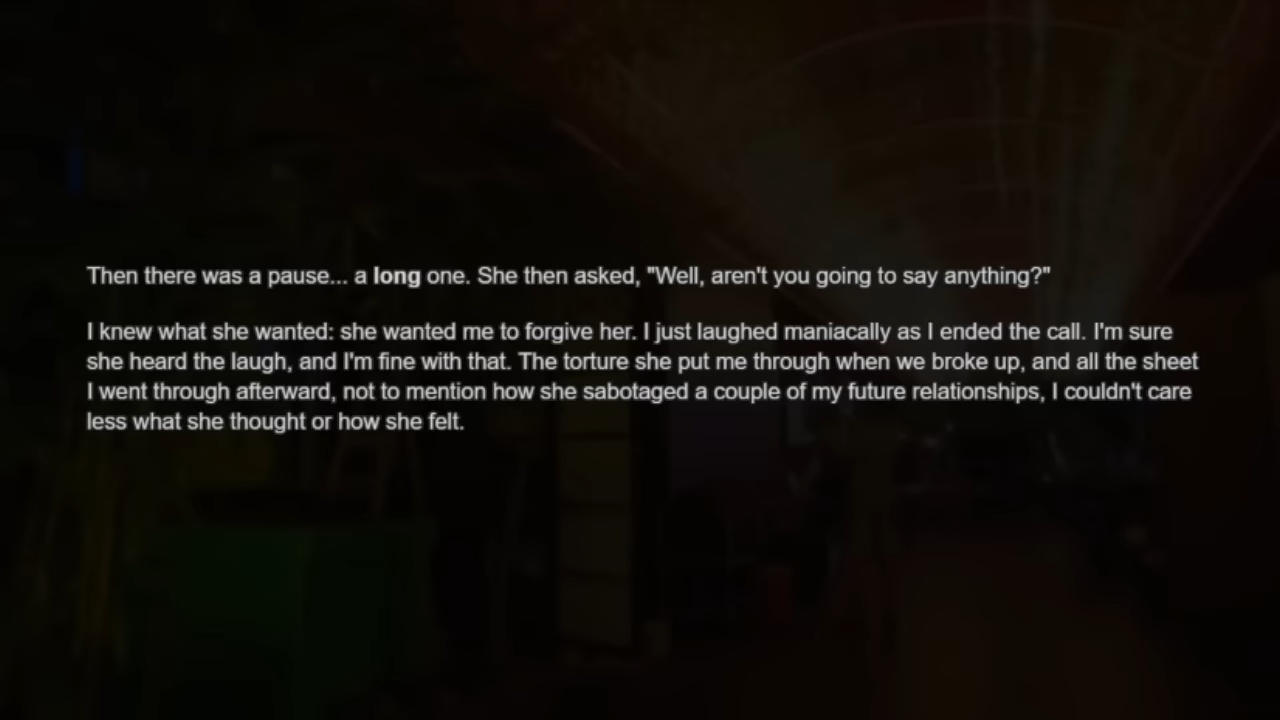 Then there was a pause... a long one. She then asked, "Well, aren't you going to say anything?"
I knew what she wanted: she wanted me to forgive her. I just laughed maniacally as I ended the call. I'm sure
she heard the laugh, and I'm fine with that. The torture she put me through when we broke up, and all the sheet
I went through afterward, not to mention how she sabotaged a couple of my future relationships, I couldn't care
less what she thought or how she felt.